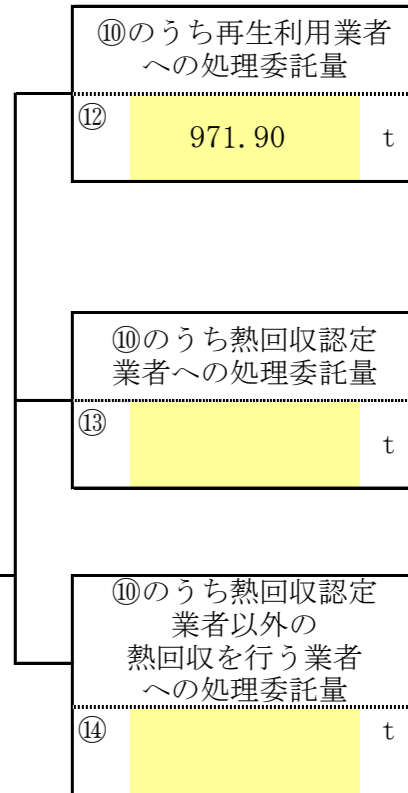 ⑩のうち再生利用業者
への処理委託量
⑫ 971.90 t
⑩のうち熱回収認定
業者への処理委託量
⑬ t
⑩のうち熱回収認定
業者以外の
熱回収を行う業者
への処理委託量
⑭ t